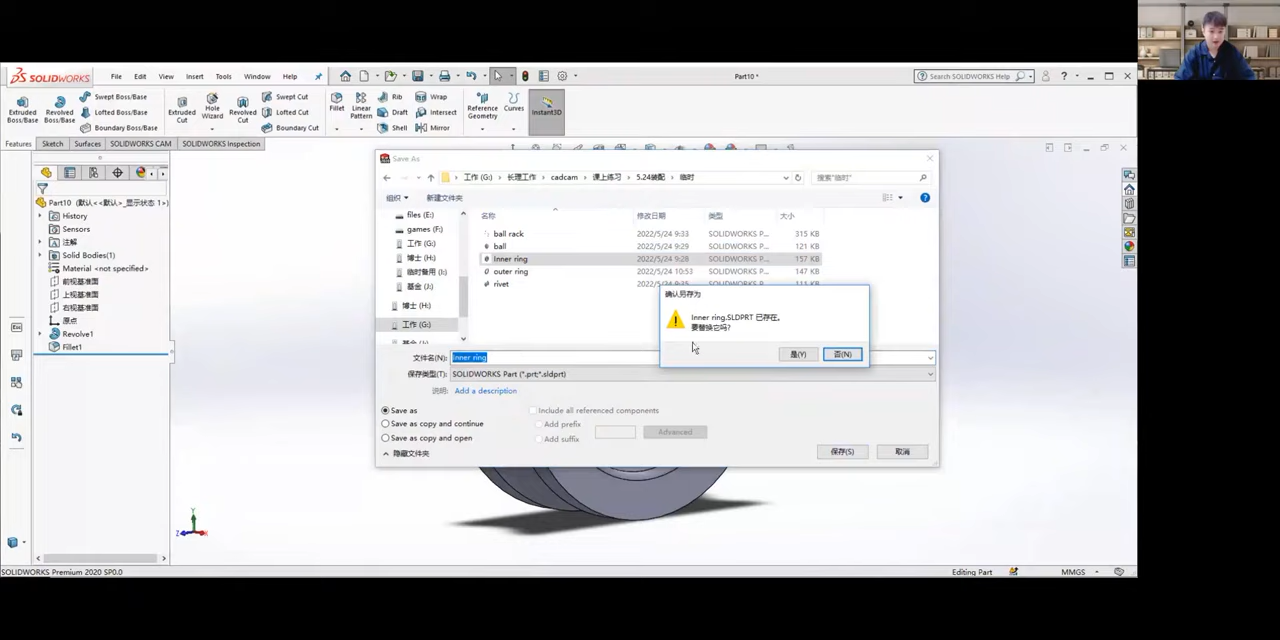 SOLIDWORKS File Edit View Insert Tools Window Help Part10 * Search SOLIDWORKS Help
Extruded Boss/Base
Revolved Boss/Base
Swept Boss/Base
Lofted Boss/Base
Boundary Boss/Base
Extruded Cut
Hole Wizard
Revolved Cut
Swept Cut
Lofted Cut
Boundary Cut
Fillet
Linear Pattern
Rib
Draft
Shell
Wrap
Intersect
Mirror
Reference Geometry
Curves
Instant3D
Features Sketch Surfaces SOLIDWORKS CAM SOLIDWORKS Inspection
Part10 (默认<<默认>_显示状态 1>)
History
Sensors
注解
Solid Bodies(1)
Material <not specified>
前视基准面
上视基准面
右视基准面
原点
Revolve1
Fillet1
Save As
工作 (G:) 长理工作 cadcam 课上练习 5.24装配 临时 搜索"临时"
组织 新建文件夹
files (E:)
games (F:)
工作 (G:)
博士 (H:)
临时备用 (I:)
基金 (J:)
博士 (H:)
工作 (G:)
名称 修改日期 类型 大小
ball rack 2022/5/24 9:33 SOLIDWORKS P... 315 KB
ball 2022/5/24 9:29 SOLIDWORKS P... 121 KB
Inner ring 2022/5/24 9:28 SOLIDWORKS P... 157 KB
outer ring 2022/5/24 10:53 SOLIDWORKS P... 147 KB
rivet
确认另存为
Inner ring.SLDPRT 已存在。
要替换它吗?
是(Y) 否(N)
文件名(N): Inner ring
保存类型(T): SOLIDWORKS Part (*.prt;*.sldprt)
说明: Add a description
Save as
Save as copy and continue
Save as copy and open
Include all referenced components
Add prefix
Add suffix
Advanced
隐藏文件夹
保存(S) 取消
Y
Z
X
SOLIDWORKS Premium 2020 SP0.0 Editing Part MMGS